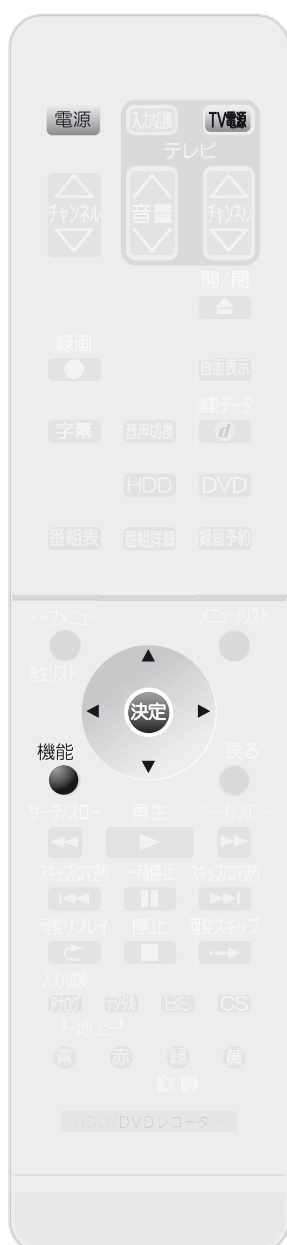 電源 入力切換 TV電源
テレビ
チャンネル 音量 チャンネル
開/閉
録画
画面表示
連動データ
字幕 音声切換 d
HDD DVD
番組表 番組詳細 録画予約
トップメニュー メニュー/リスト
再生リスト
決定
機能 戻る
サーチ/スロー 再生 サーチ/スロー
スキップ/コマ送り 一時停止 スキップ/コマ送り
可変リプレイ 停止 可変スキップ
入力切換
アナログ デジタル BS CS
地上
青 赤 緑 黄
拡大/縮小
HDD/DVDレコーダー